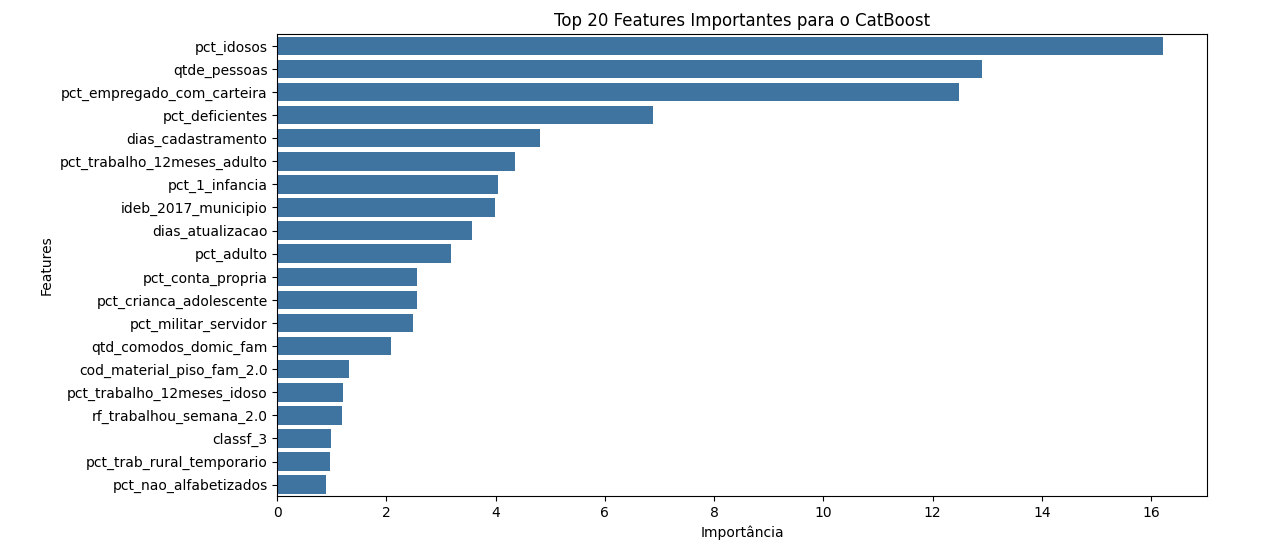 Top 20 Features Importantes para o CatBoost
Features
pct_idosos
qtde_pessoas
pct_empregado_com_carteira
pct_deficientes
dias_cadastramento
pct_trabalho_12meses_adulto
pct_1_infancia
ideb_2017_municipio
dias_atualizacao
pct_adulto
pct_conta_propria
pct_crianca_adolescente
pct_militar_servidor
qtd_comodos_domic_fam
cod_material_piso_fam_2.0
pct_trabalho_12meses_idoso
rf_trabalhou_semana_2.0
classf_3
pct_trab_rural_temporario
pct_nao_alfabetizados
0 2 4 6 8 10 12 14 16
Importância